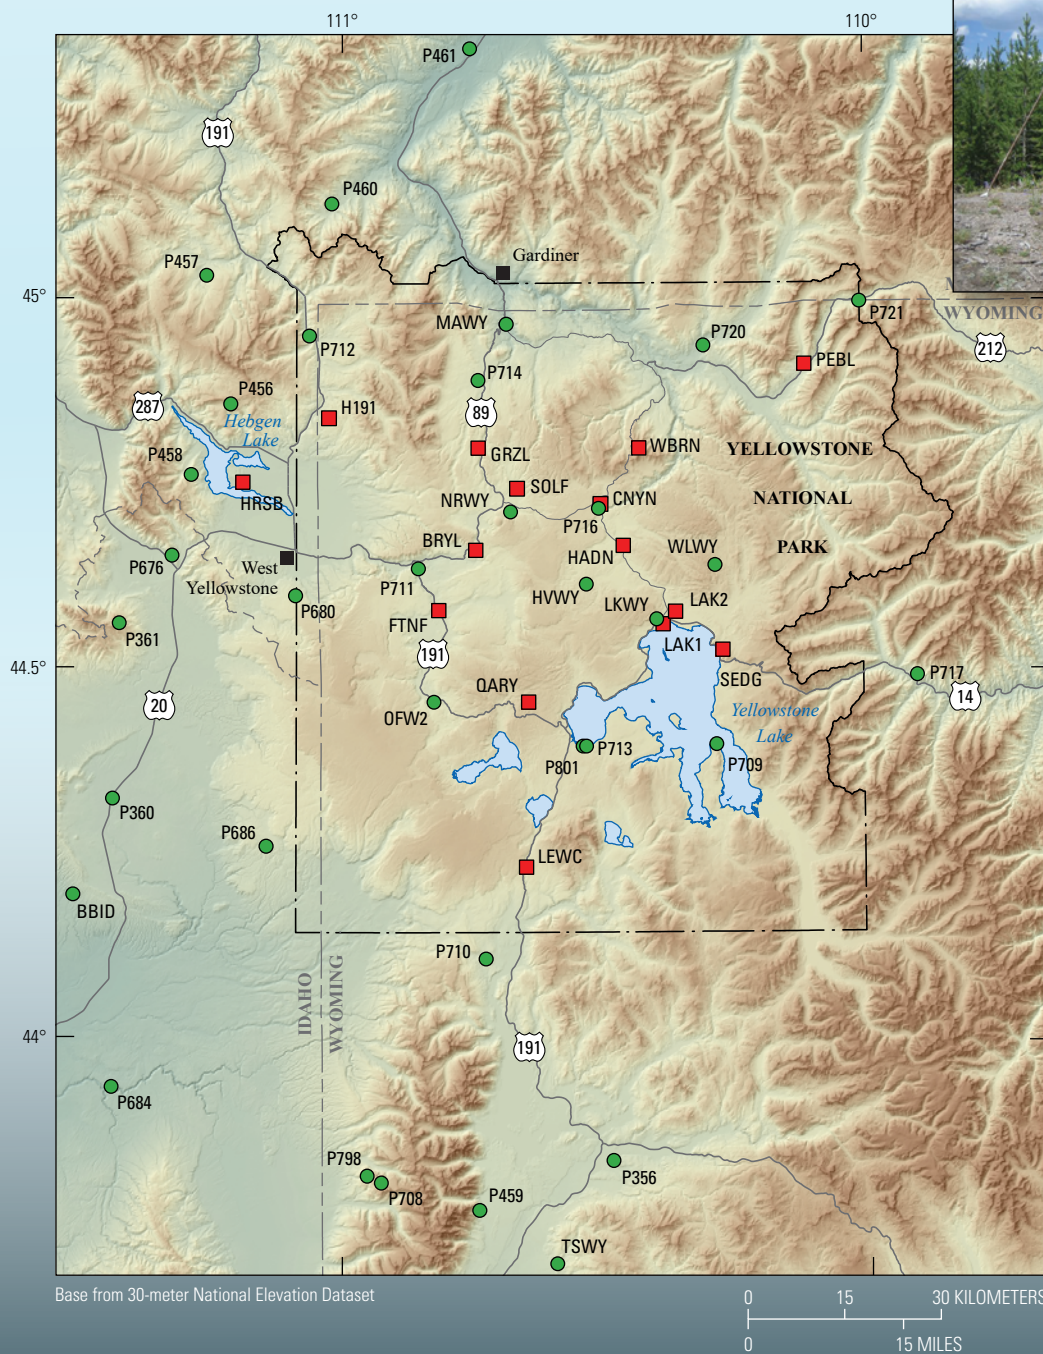 111°
110°
P461
191
P460
Gardiner
P457
45°
MAWY
P721
WYOMING
P712
P720
212
PEBL
P714
P456
287
89
H191
Hebgen
Lake
WBRN
YELLOWSTONE
GRZL
P458
SOLF
NRWY
CNYN
NATIONAL
HRSB
P716
BRYL
HADN
WLWY
PARK
P676
West
Yellowstone
P711
HVWY
LKWY
LAK2
P680
FTNF
P361
191
LAK1
44.5°
SEDG
P717
14
QARY
20
OFW2
Yellowstone
Lake
P713
P801
P709
P360
P686
LEWC
BBID
P710
IDAHO
WYOMING
44°
191
P684
P798
P708
P356
P459
TSWY
Base from 30-meter National Elevation Dataset
0 15 30 KILOMETERS
0 15 MILES